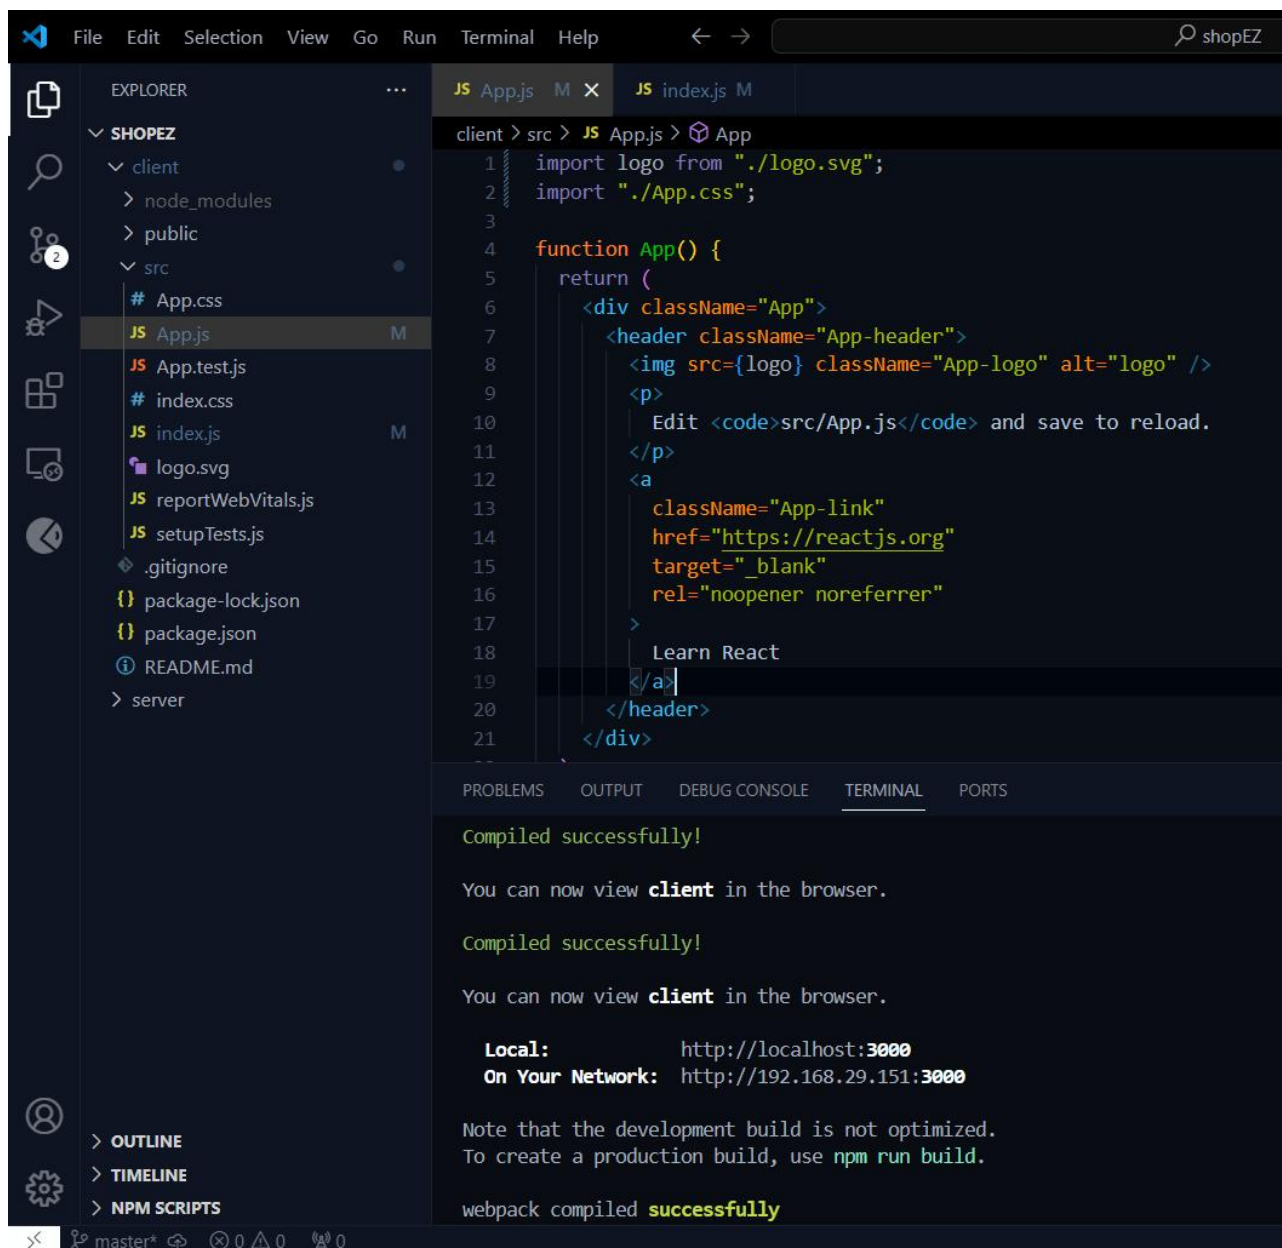 File Edit Selection View Go Run Terminal Help shopEZ
EXPLORER
SHOPEZ
client
node_modules
public
src
# App.css
JS App.js M
JS App.test.js
# index.css
JS index.js M
logo.svg
JS reportWebVitals.js
JS setupTests.js
.gitignore
{} package-lock.json
{} package.json
README.md
server
OUTLINE
TIMELINE
NPM SCRIPTS
2
JS App.js M JS index.js M
client > src > JS App.js > App
1 import logo from "./logo.svg";
2 import "./App.css";
3
4 function App() {
5 return (
6 <div className="App">
7 <header className="App-header">
8 <img src={logo} className="App-logo" alt="logo" />
9 <p>
10 Edit <code>src/App.js</code> and save to reload.
11 </p>
12 <a
13 className="App-link"
14 href="https://reactjs.org"
15 target="_blank"
16 rel="noopener noreferrer"
17 >
18 Learn React
19 </a>
20 </header>
21 </div>
PROBLEMS OUTPUT DEBUG CONSOLE TERMINAL PORTS
Compiled successfully!
You can now view client in the browser.
Compiled successfully!
You can now view client in the browser.
Local: http://localhost:3000
On Your Network: http://192.168.29.151:3000
Note that the development build is not optimized.
To create a production build, use npm run build.
webpack compiled successfully
master* 0 0 0